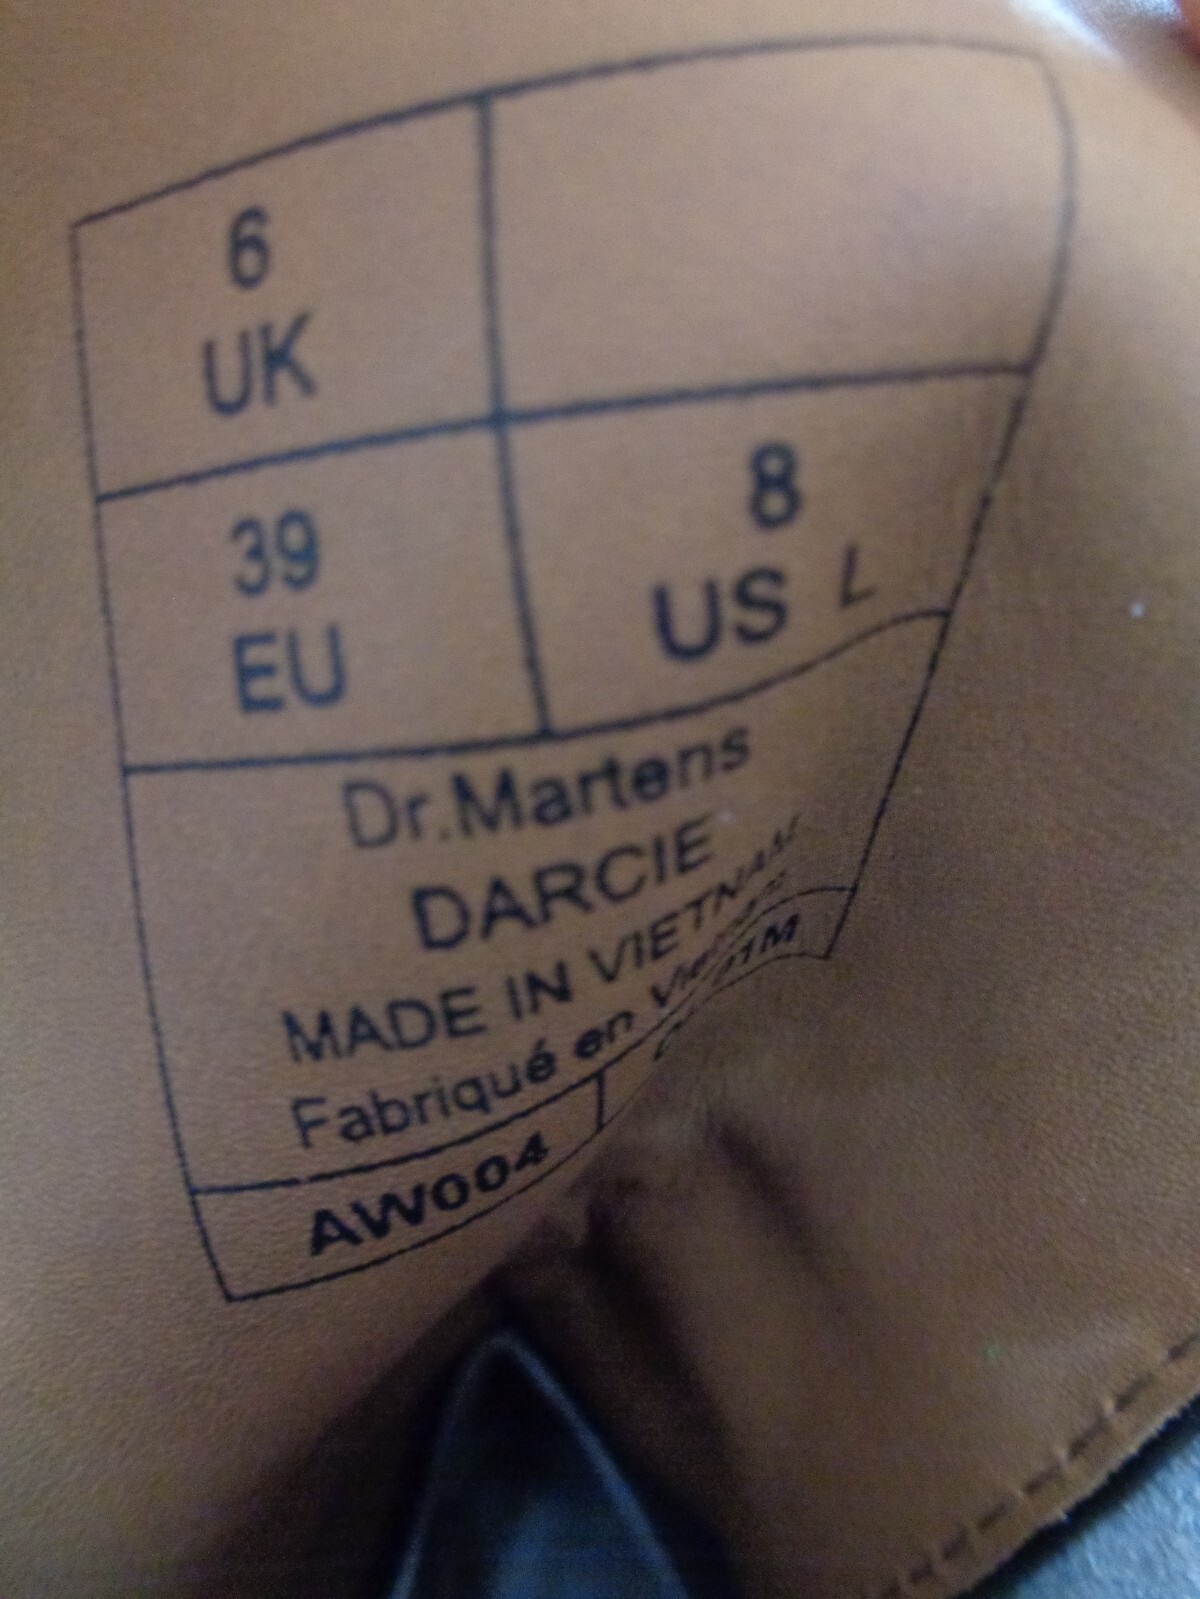 6
UK
39
EU
8
US L
Dr.Martens
DARCIE
MADE IN VIETNAM
Fabriqué en
AW004